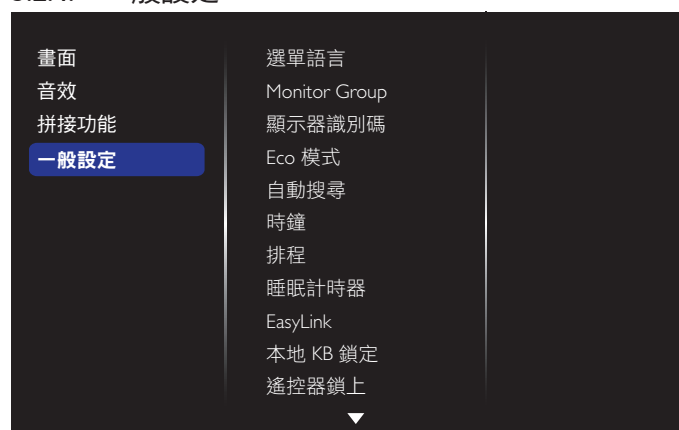 畫面
音效
拼接功能
一般設定
選單語言
Monitor Group
顯示器識別碼
Eco 模式
自動搜尋
時鐘
排程
睡眠計時器
EasyLink
本地 KB 鎖定
遙控器鎖上